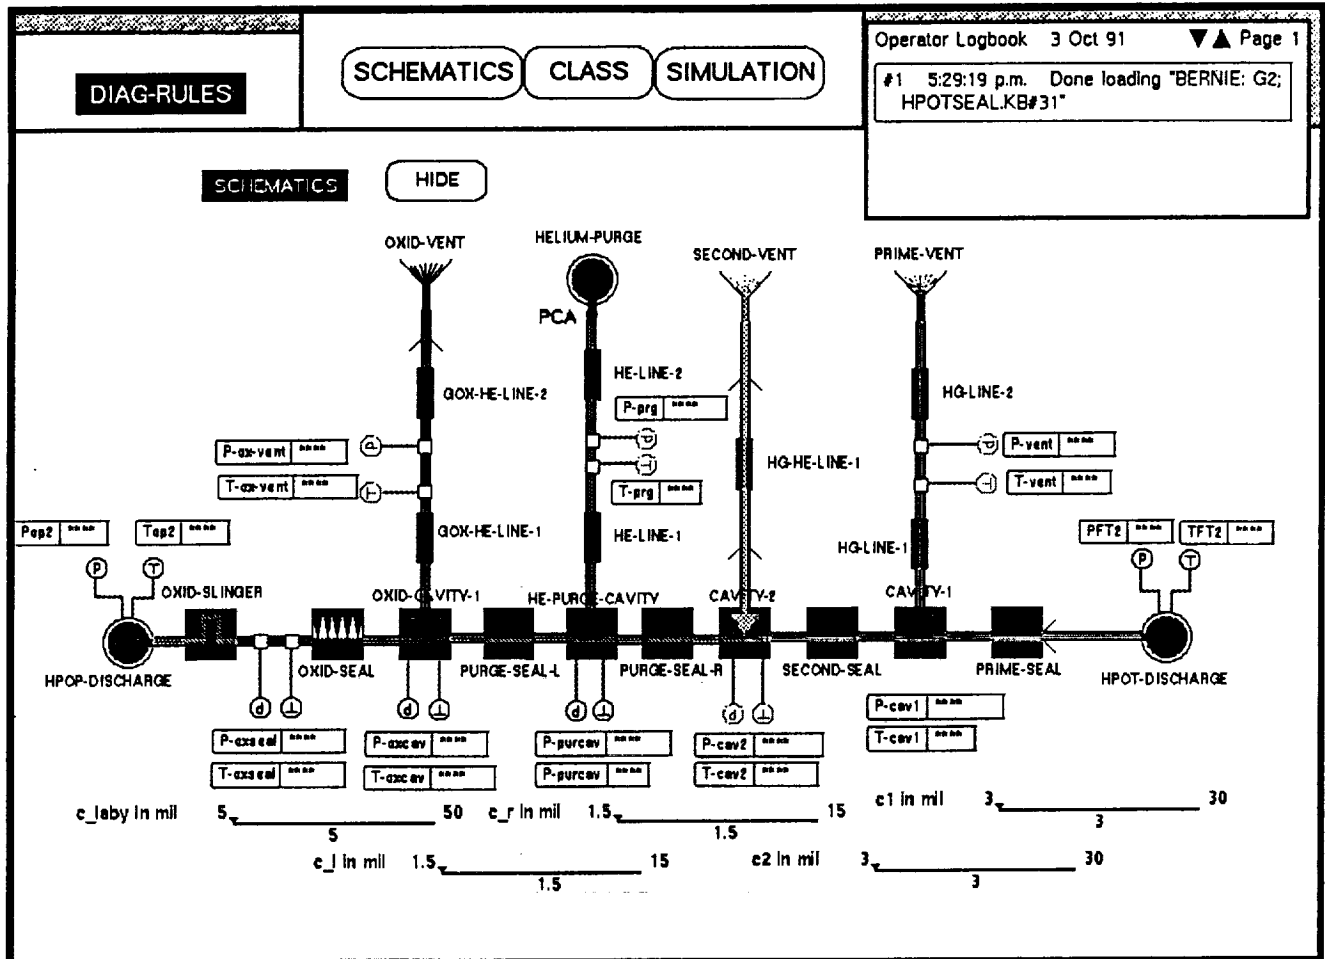 Operator Logbook 3 Oct 91 ▼▲ Page 1
#1 5:29:19 p.m. Done loading "BERNIE: G2;
HPOTSEAL.KB#31"
DIAG-RULES
SCHEMATICS CLASS SIMULATION
SCHEMATICS HIDE
OXID-VENT
HELIUM-PURGE
SECOND-VENT
PRIME-VENT
PCA
GOX-HE-LINE-2
HE-LINE-2
HG-LINE-2
P-prg ****
P-ox-vent ****
T-ox-vent ****
P
T
P
T
HG-HE-LINE-1
P
T
P-vent ****
T-vent ****
T-prg ****
Pop2 ****
Top2 ****
GOX-HE-LINE-1
HE-LINE-1
HG-LINE-1
PFT2 ****
TFT2 ****
P T
P T
OXID-SLINGER
OXID-CAVITY-1
HE-PURGE-CAVITY
CAVITY-2
CAVITY-1
HPOP-DISCHARGE
OXID-SEAL
PURGE-SEAL-L
PURGE-SEAL-R
SECOND-SEAL
PRIME-SEAL
HPOT-DISCHARGE
P T
P T
P T
P T
P-oxseal ****
T-oxseal ****
P-oxcav ****
T-oxcav ****
P-purcav ****
P-purcav ****
P-cav2 ****
T-cav2 ****
P-cav1 ****
T-cav1 ****
c_laby in mil 5 50
5
c_r in mil 1.5 15
1.5
c1 in mil 3 30
3
c_l in mil 1.5 15
1.5
c2 in mil 3 30
3